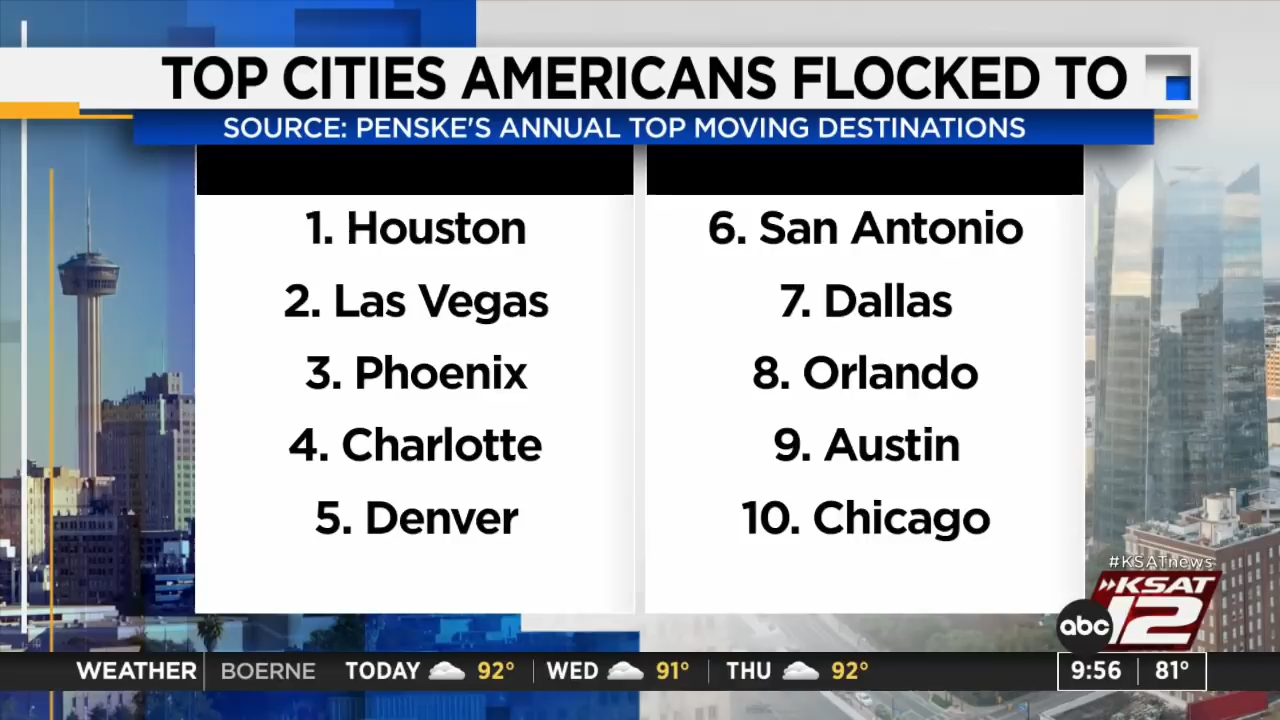 TOP CITIES AMERICANS FLOCKED TO
SOURCE: PENSKE'S ANNUAL TOP MOVING DESTINATIONS
1. Houston
2. Las Vegas
3. Phoenix
4. Charlotte
5. Denver
6. San Antonio
7. Dallas
8. Orlando
9. Austin
10. Chicago
#KSATnews
KSAT
abc 12
WEATHER BOERNE TODAY 92° WED 91° THU 92° 9:56 81°